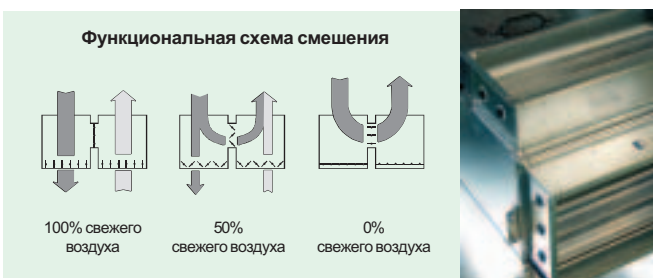 Функциональная схема смешения
100% свежего
воздуха
50%
свежего воздуха
0%
свежего воздуха